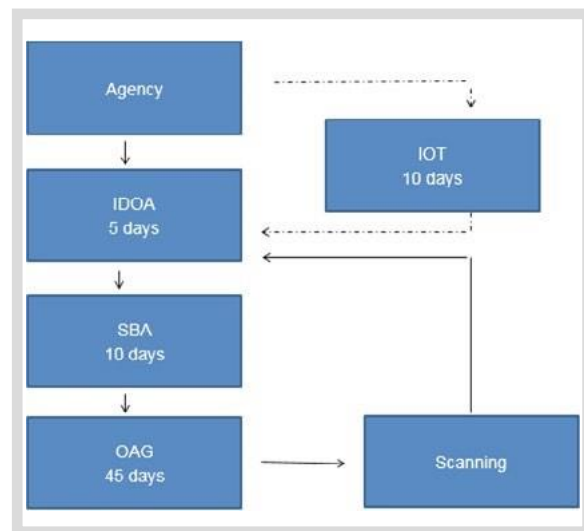 Agency
IOT
10 days
IDOA
5 days
SBA
10 days
OAG
45 days
Scanning